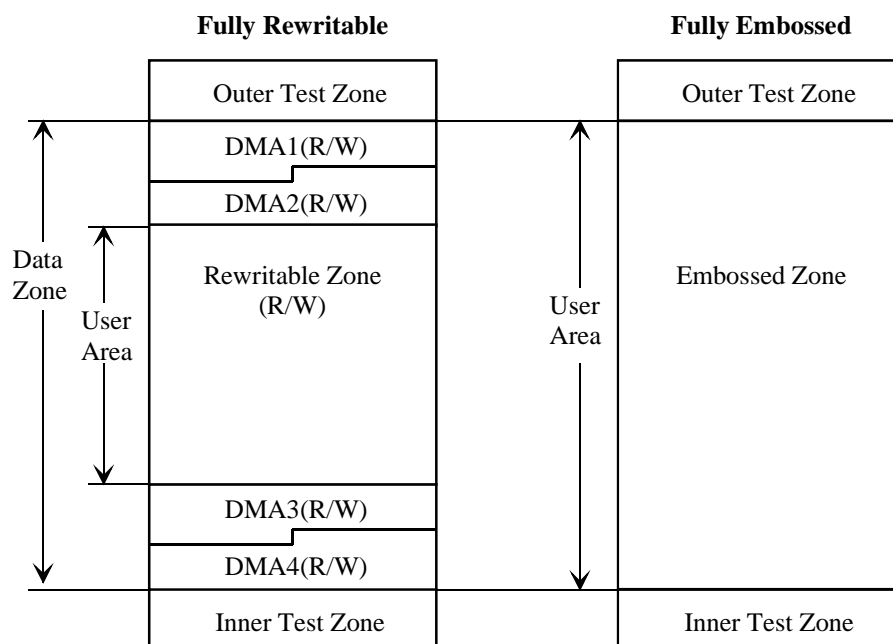 Fully Rewritable
Fully Embossed
Outer Test Zone
Outer Test Zone
DMA1(R/W)
DMA2(R/W)
Data
Zone
User
Area
Rewritable Zone
(R/W)
User
Area
Embossed Zone
DMA3(R/W)
DMA4(R/W)
Inner Test Zone
Inner Test Zone